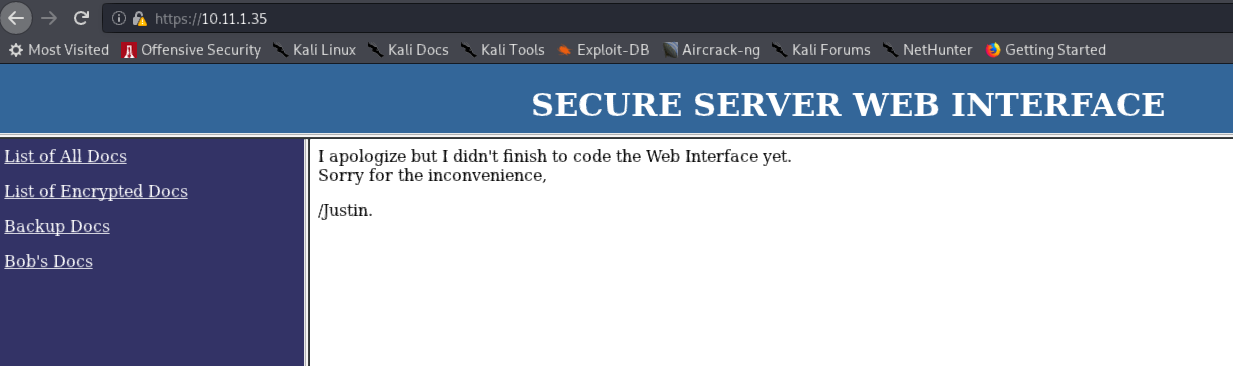 https://10.11.1.35
Most Visited Offensive Security Kali Linux Kali Docs Kali Tools Exploit-DB Aircrack-ng Kali Forums NetHunter Getting Started
SECURE SERVER WEB INTERFACE
List of All Docs
List of Encrypted Docs
Backup Docs
Bob's Docs
I apologize but I didn't finish to code the Web Interface yet.
Sorry for the inconvenience,
/Justin.